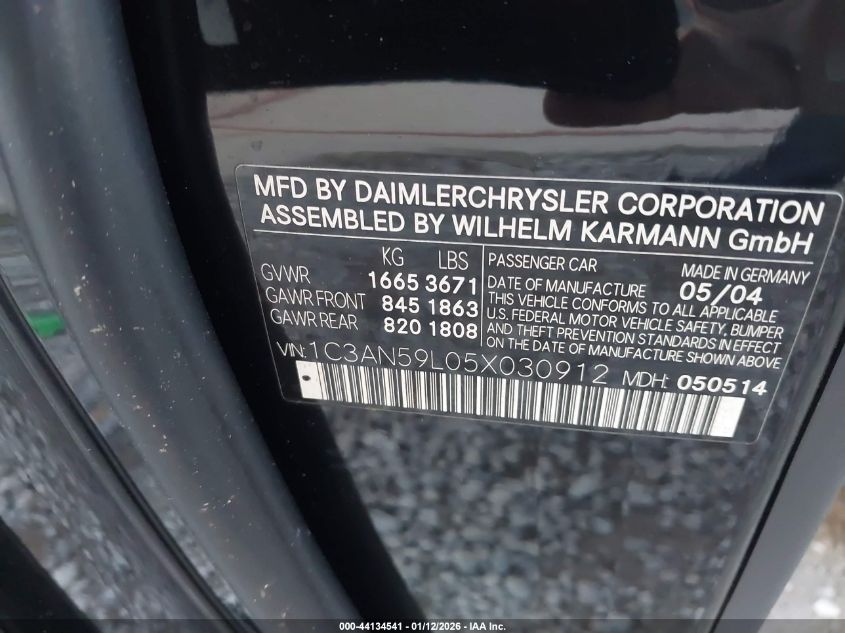 MFD BY DAIMLERCHRYSLER CORPORATION
ASSEMBLED BY WILHELM KARMANN GmbH
KG LBS
GVWR 1665 3671
GAWR FRONT 845 1863
GAWR REAR 820 1808
PASSENGER CAR MADE IN GERMANY
DATE OF MANUFACTURE 05/04
THIS VEHICLE CONFORMS TO ALL APPLICABLE
U.S. FEDERAL MOTOR VEHICLE SAFETY, BUMPER
AND THEFT PREVENTION STANDARDS IN EFFECT
ON THE DATE OF MANUFACTURE SHOWN ABOVE
VIN:1C3AN59L05X030912 MDH: 050514
000-44134541 - 01/12/2026 - IAA Inc.